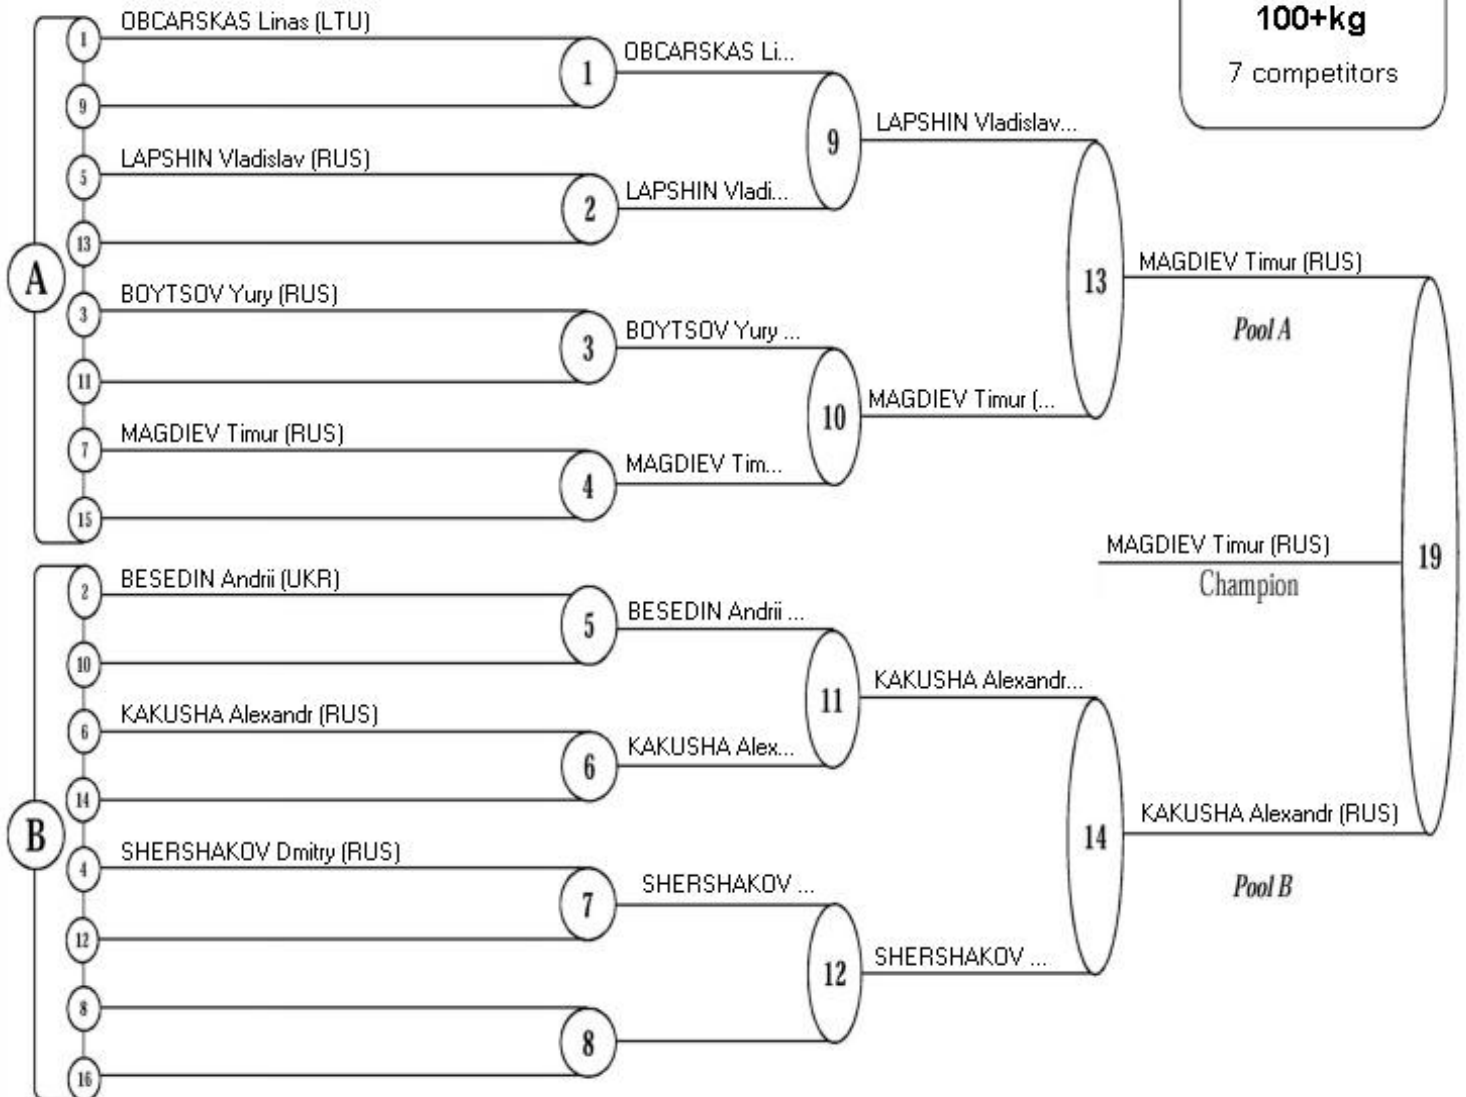 100+kg
7 competitors
A
1
OBCARSKAS Linas (LTU)
9
1
OBCARSKAS Li...
5
LAPSHIN Vladislav (RUS)
13
2
LAPSHIN Vladi...
9
LAPSHIN Vladislav...
3
BOYTSOV Yury (RUS)
11
3
BOYTSOV Yury ...
7
MAGDIEV Timur (RUS)
15
4
MAGDIEV Tim...
10
MAGDIEV Timur (...
13
MAGDIEV Timur (RUS)
Pool A
B
2
BESEDIN Andrii (UKR)
10
5
BESEDIN Andrii ...
6
KAKUSHA Alexandr (RUS)
14
6
KAKUSHA Alex...
11
KAKUSHA Alexandr...
4
SHERSHAKOV Dmitry (RUS)
12
7
SHERSHAKOV ...
8
16
8
12
SHERSHAKOV ...
14
KAKUSHA Alexandr (RUS)
Pool B
19
MAGDIEV Timur (RUS)
Champion